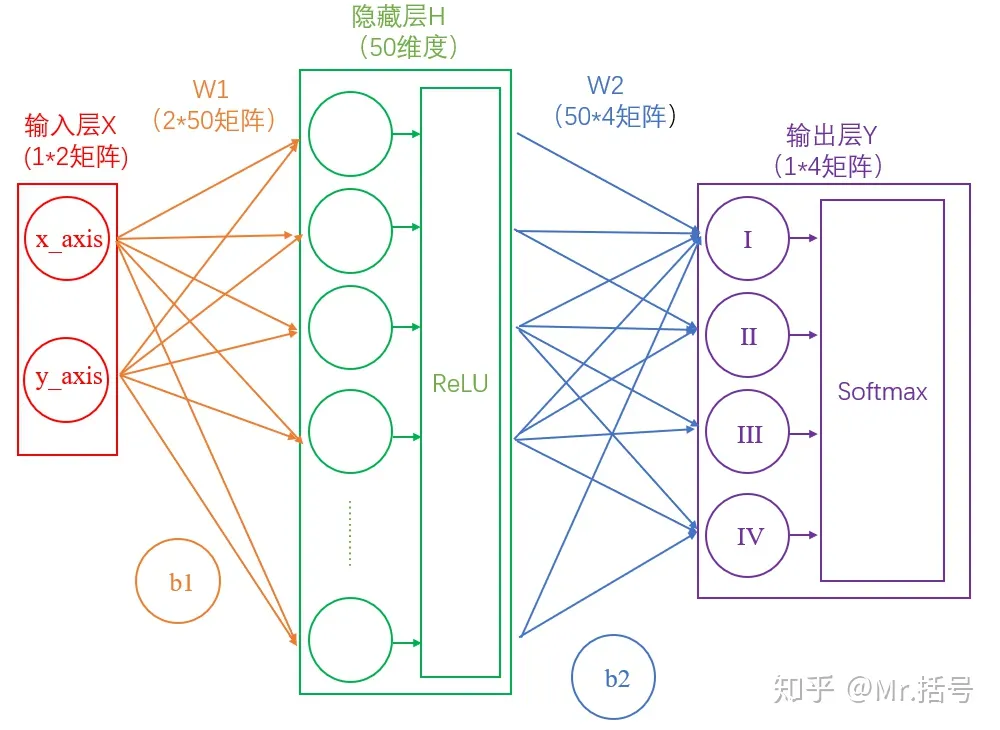 隐藏层H
（50维度）
W1
（2*50矩阵）
W2
（50*4矩阵）
输入层X
(1*2矩阵)
输出层Y
（1*4矩阵）
x_axis
y_axis
ReLU
I
II
III
IV
Softmax
b1
b2
知乎 @Mr.括号